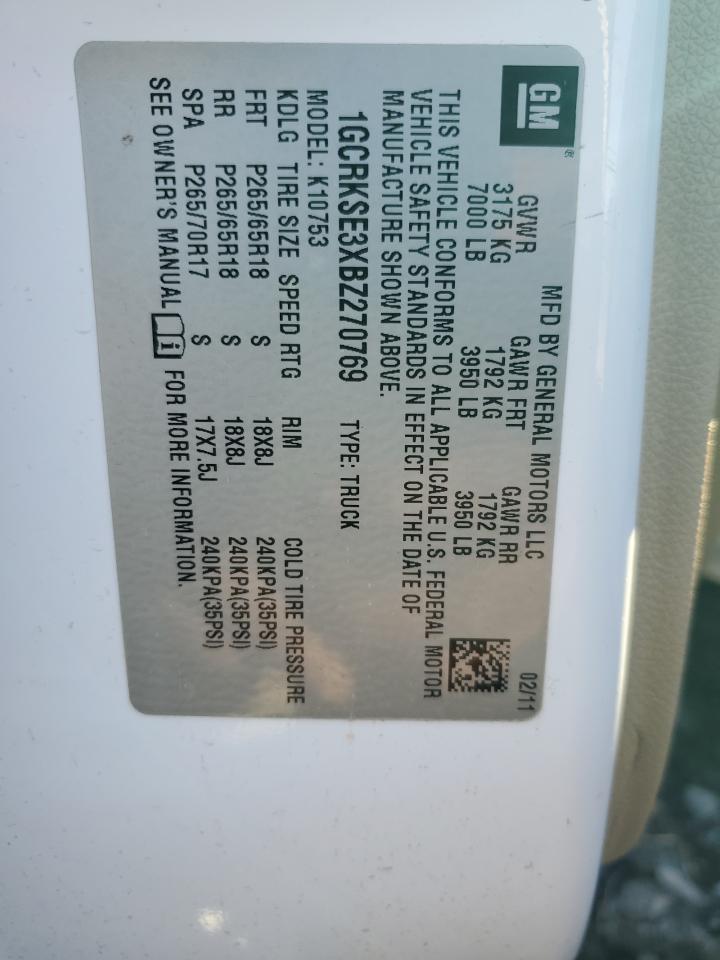 GM®
MFD BY GENERAL MOTORS LLC 02/11
GVWR GAWR FRT GAWR RR
3175 KG 1792 KG 1792 KG
7000 LB 3950 LB 3950 LB
THIS VEHICLE CONFORMS TO ALL APPLICABLE U.S. FEDERAL MOTOR
VEHICLE SAFETY STANDARDS IN EFFECT ON THE DATE OF
MANUFACTURE SHOWN ABOVE.
1GCRKSE3XBZ270769 TYPE: TRUCK
MODEL: K10753
KDLG TIRE SIZE SPEED RTG RIM COLD TIRE PRESSURE
FRT P265/65R18 S 18X8J 240KPA(35PSI)
RR P265/65R18 S 18X8J 240KPA(35PSI)
SPA P265/70R17 S 17X7.5J 240KPA(35PSI)
SEE OWNER'S MANUAL i FOR MORE INFORMATION.